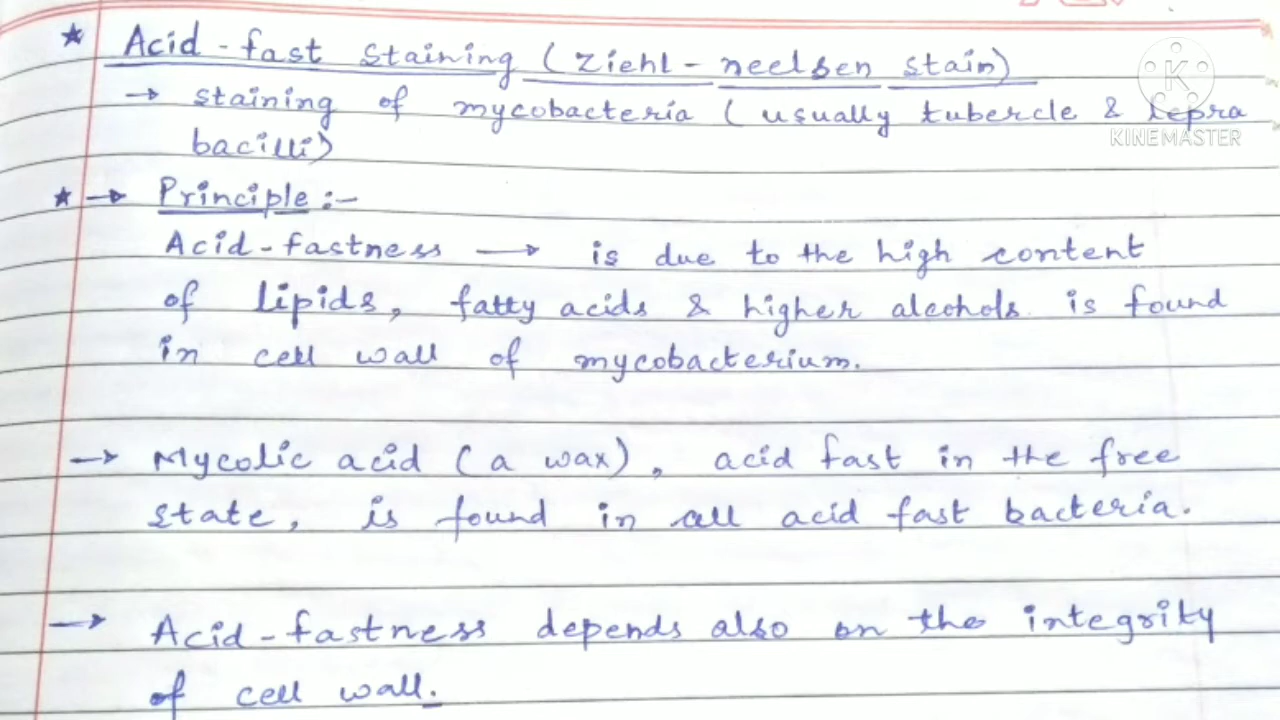 ★ Acid-fast staining (Ziehl-neelsen stain)
→ staining of mycobacteria (usually tubercle & lepra
bacilli)
★ → Principle :-
Acid-fastness → is due to the high content
of lipids, fatty acids & higher alcohols is found
in cell wall of mycobacterium.
→ Mycolic acid (a wax), acid fast in the free
state, is found in all acid fast bacteria.
→ Acid-fastness depends also on the integrity
of cell wall.
K
KINEMASTER